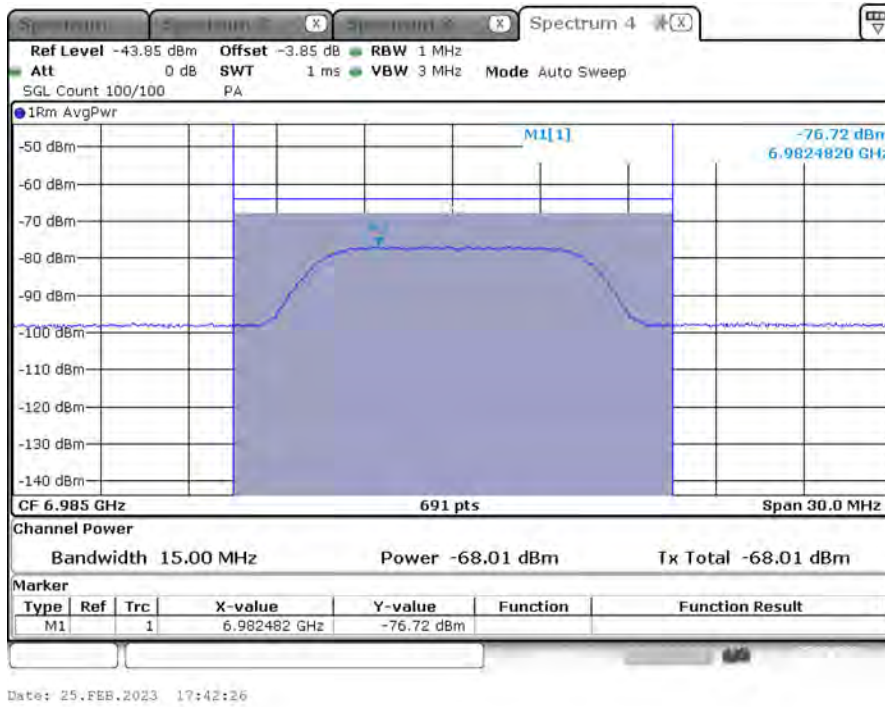 Spectrum 4
Ref Level -43.85 dBm Offset -3.85 dB RBW 1 MHz
Att 0 dB SWT 1 ms VBW 3 MHz Mode Auto Sweep
SGL Count 100/100 PA
1Rm AvgPwr
M1[1] -76.72 dBm
6.9824820 GHz
-50 dBm
-60 dBm
-70 dBm
-80 dBm
-90 dBm
-100 dBm
-110 dBm
-120 dBm
-130 dBm
-140 dBm
CF 6.985 GHz 691 pts Span 30.0 MHz
Channel Power
Bandwidth 15.00 MHz Power -68.01 dBm Tx Total -68.01 dBm
Marker
Type Ref Trc X-value Y-value Function Function Result
M1 1 6.982482 GHz -76.72 dBm
Date: 25.FEB.2023 17:42:26